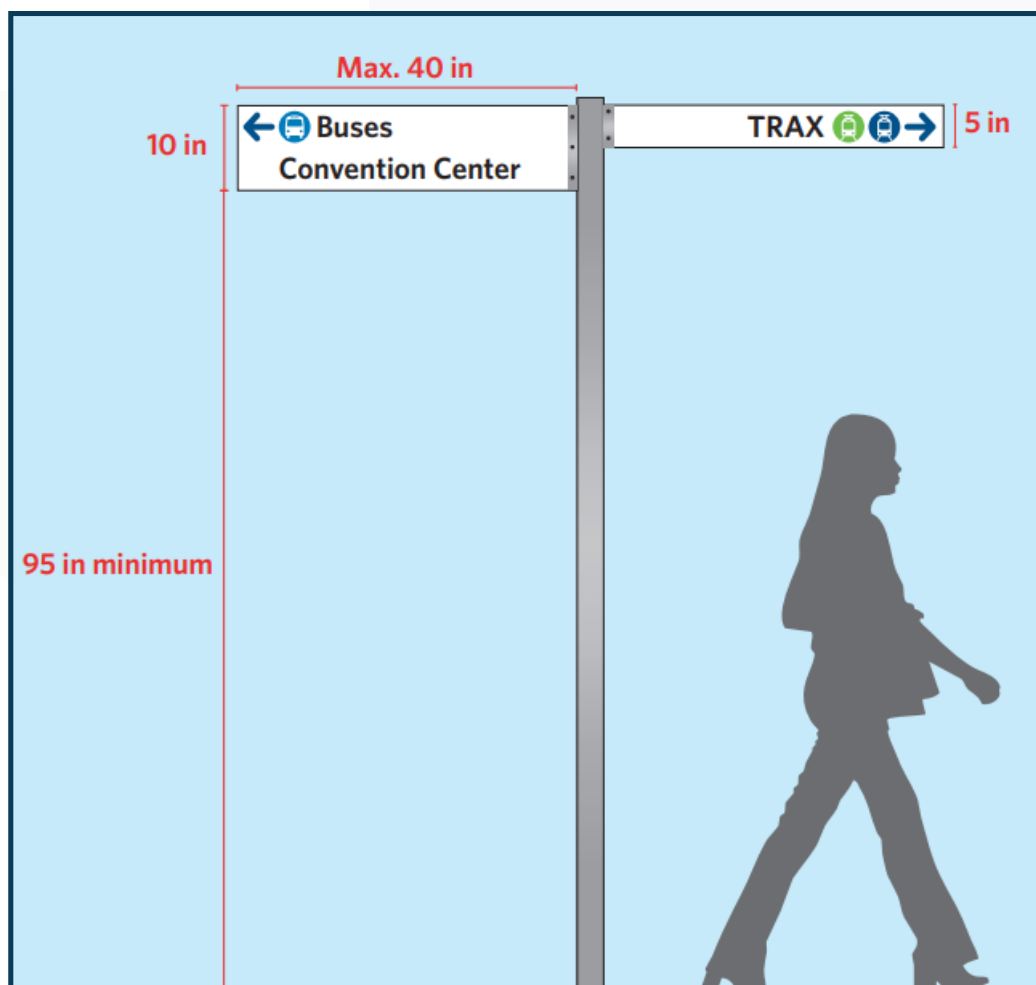 Max. 40 in
10 in
Buses
Convention Center
TRAX
5 in
95 in minimum